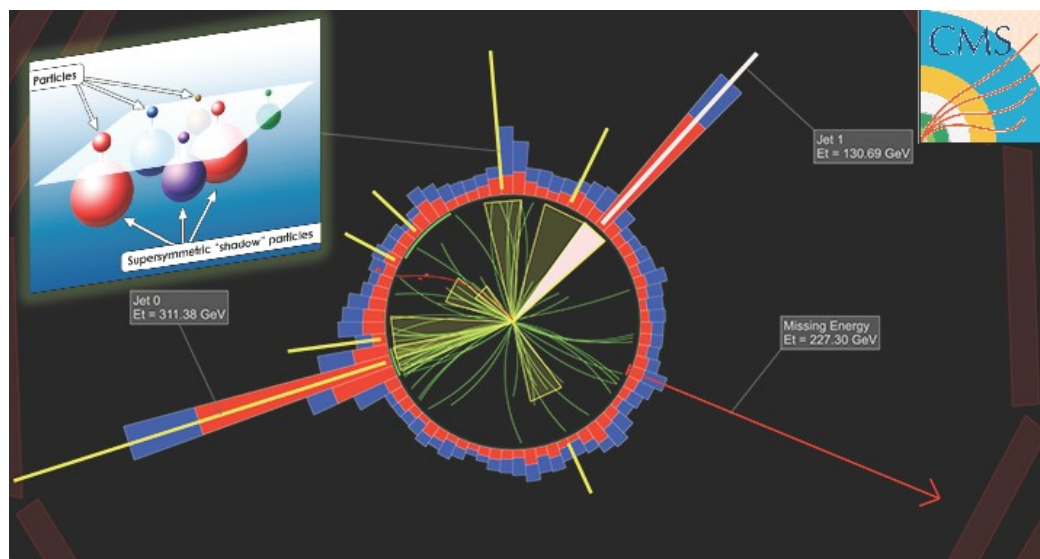 Particles
Supersymmetric "shadow" particles
CMS
Jet 1
Et = 130.69 GeV
Jet 0
Et = 311.38 GeV
Missing Energy
Et = 227.30 GeV